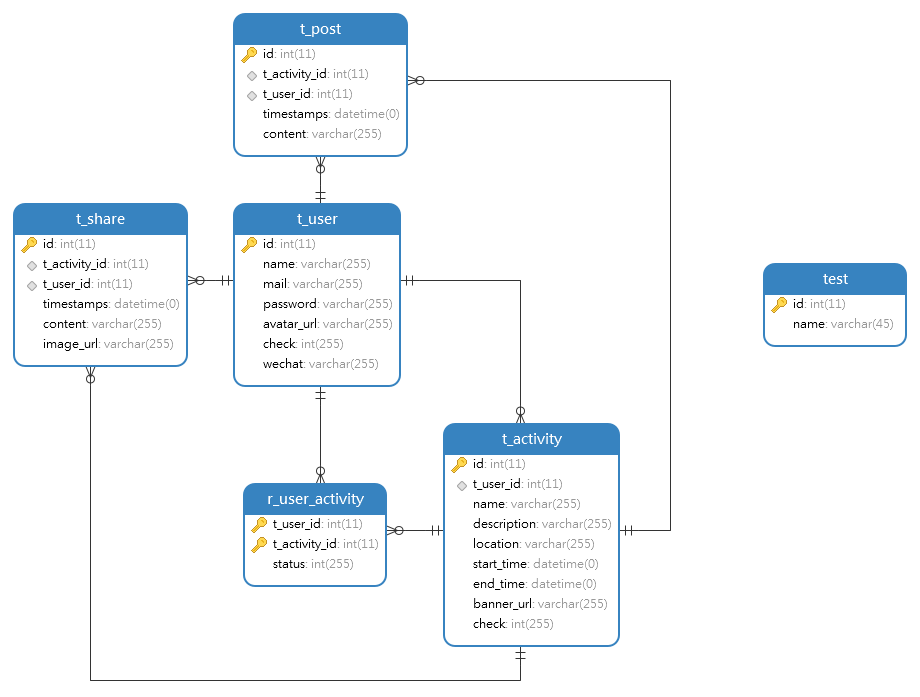 t_post
id: int(11)
t_activity_id: int(11)
t_user_id: int(11)
timestamps: datetime(0)
content: varchar(255)
t_share
id: int(11)
t_activity_id: int(11)
t_user_id: int(11)
timestamps: datetime(0)
content: varchar(255)
image_url: varchar(255)
t_user
id: int(11)
name: varchar(255)
mail: varchar(255)
password: varchar(255)
avatar_url: varchar(255)
check: int(255)
wechat: varchar(255)
test
id: int(11)
name: varchar(45)
t_activity
id: int(11)
t_user_id: int(11)
name: varchar(255)
description: varchar(255)
location: varchar(255)
start_time: datetime(0)
end_time: datetime(0)
banner_url: varchar(255)
check: int(255)
r_user_activity
t_user_id: int(11)
t_activity_id: int(11)
status: int(255)